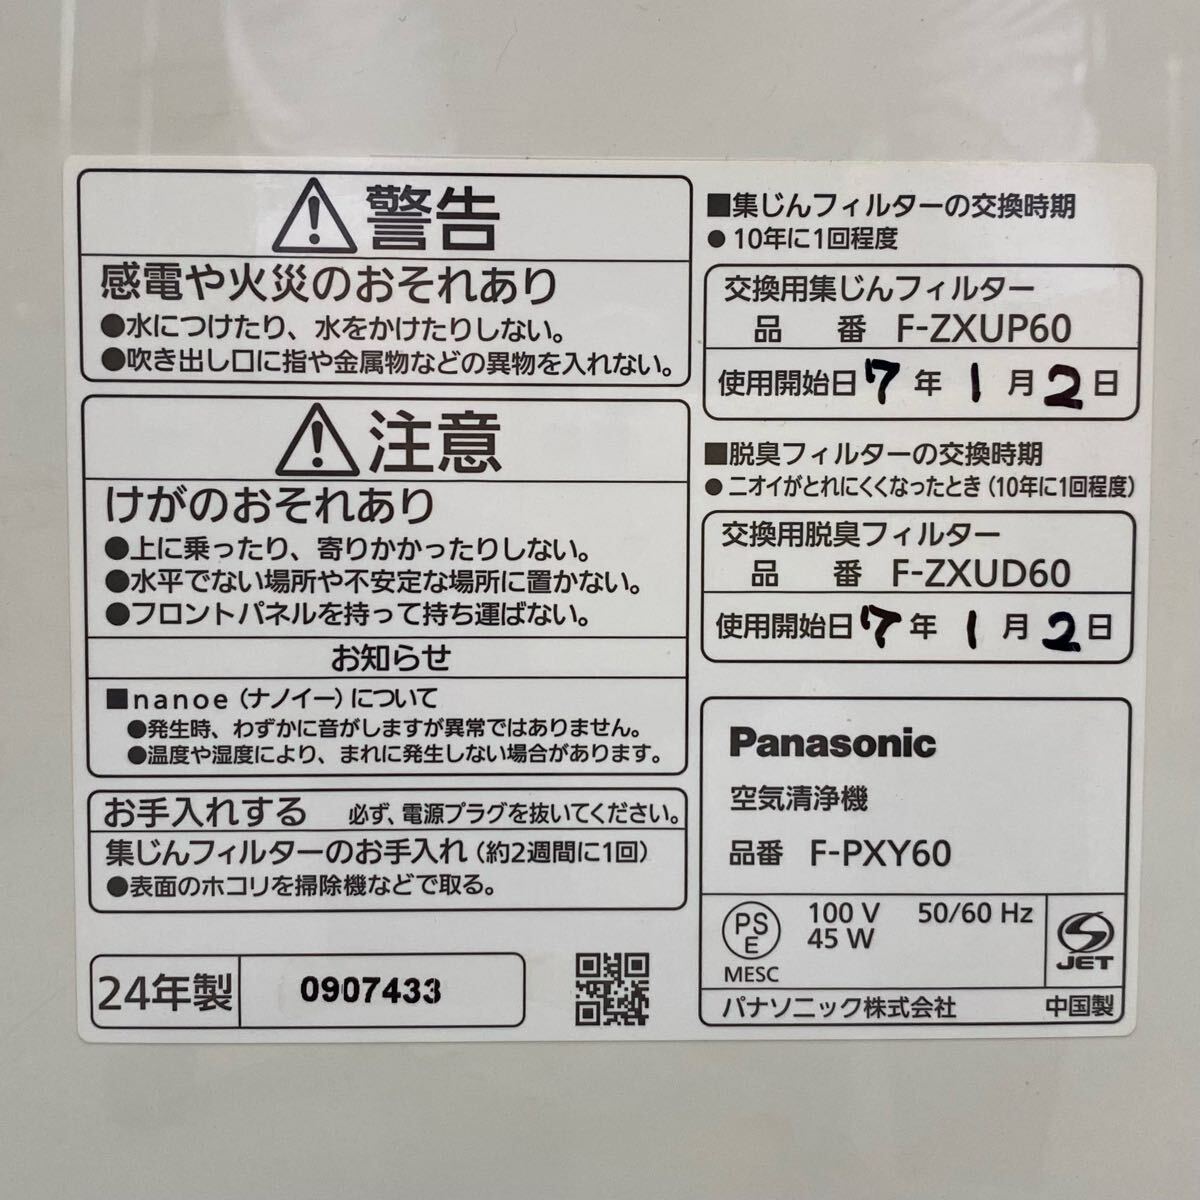 警告
感電や火災のおそれあり
●水につけたり、水をかけたりしない。
●吹き出し口に指や金属物などの異物を入れない。
注意
けがのおそれあり
●上に乗ったり、寄りかかったりしない。
●水平でない場所や不安定な場所に置かない。
●フロントパネルを持って持ち運ばない。
お知らせ
■nanoe(ナノイー)について
●発生時、わずかに音がしますが異常ではありません。
●温度や湿度により、まれに発生しない場合があります。
お手入れする 必ず、電源プラグを抜いてください。
集じんフィルターのお手入れ(約2週間に1回)
●表面のホコリを掃除機などで取る。
24年製 0907433
■集じんフィルターの交換時期
●10年に1回程度
交換用集じんフィルター
品番 F-ZXUP60
使用開始日7年1月2日
■脱臭フィルターの交換時期
●ニオイがとれにくくなったとき(10年に1回程度)
交換用脱臭フィルター
品番 F-ZXUD60
使用開始日7年1月2日
Panasonic
空気清浄機
品番 F-PXY60
PSE
MESC
100 V 50/60 Hz
45 W
JET
パナソニック株式会社 中国製